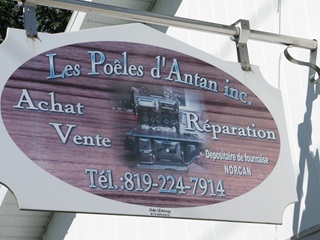 Les Poêles d'Antan inc.
Achat
Vente
Réparation
Dépositaire de fournaise
NORCAN
Tél.:819-224-7914